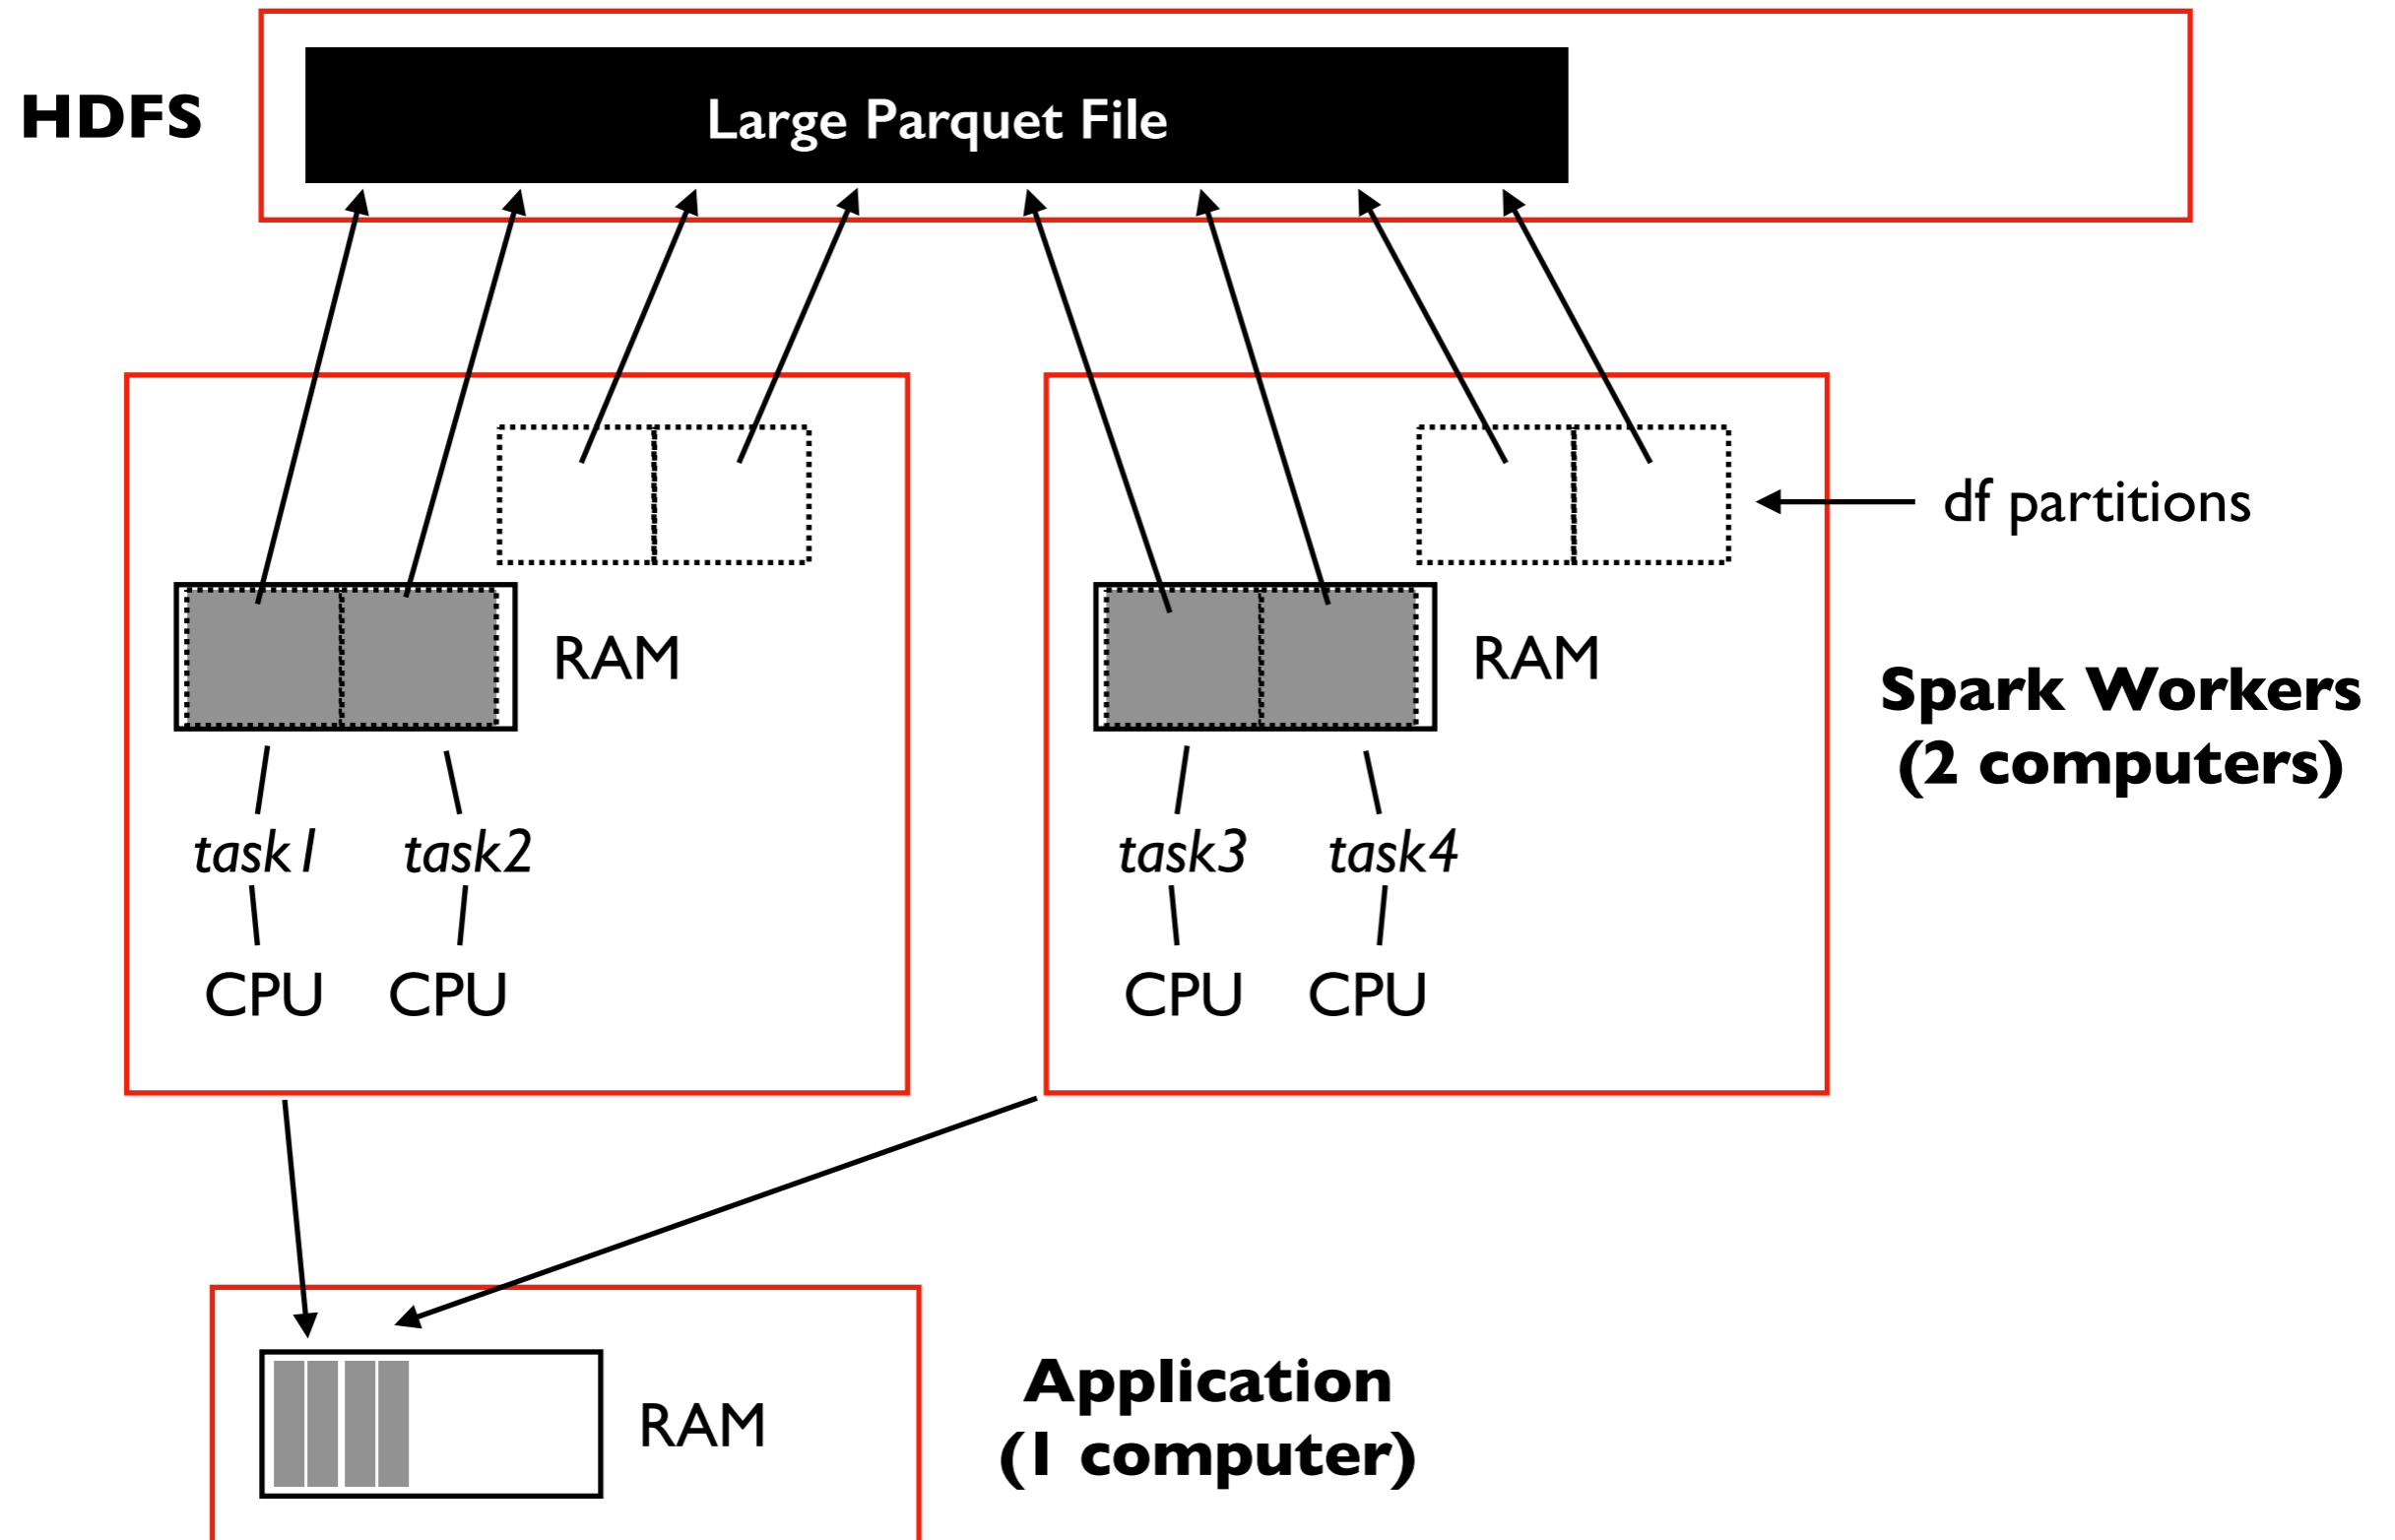 HDFS
Large Parquet File
df partitions
RAM
RAM
Spark Workers
(2 computers)
task1
task2
task3
task4
CPU
CPU
CPU
CPU
Application
(1 computer)
RAM